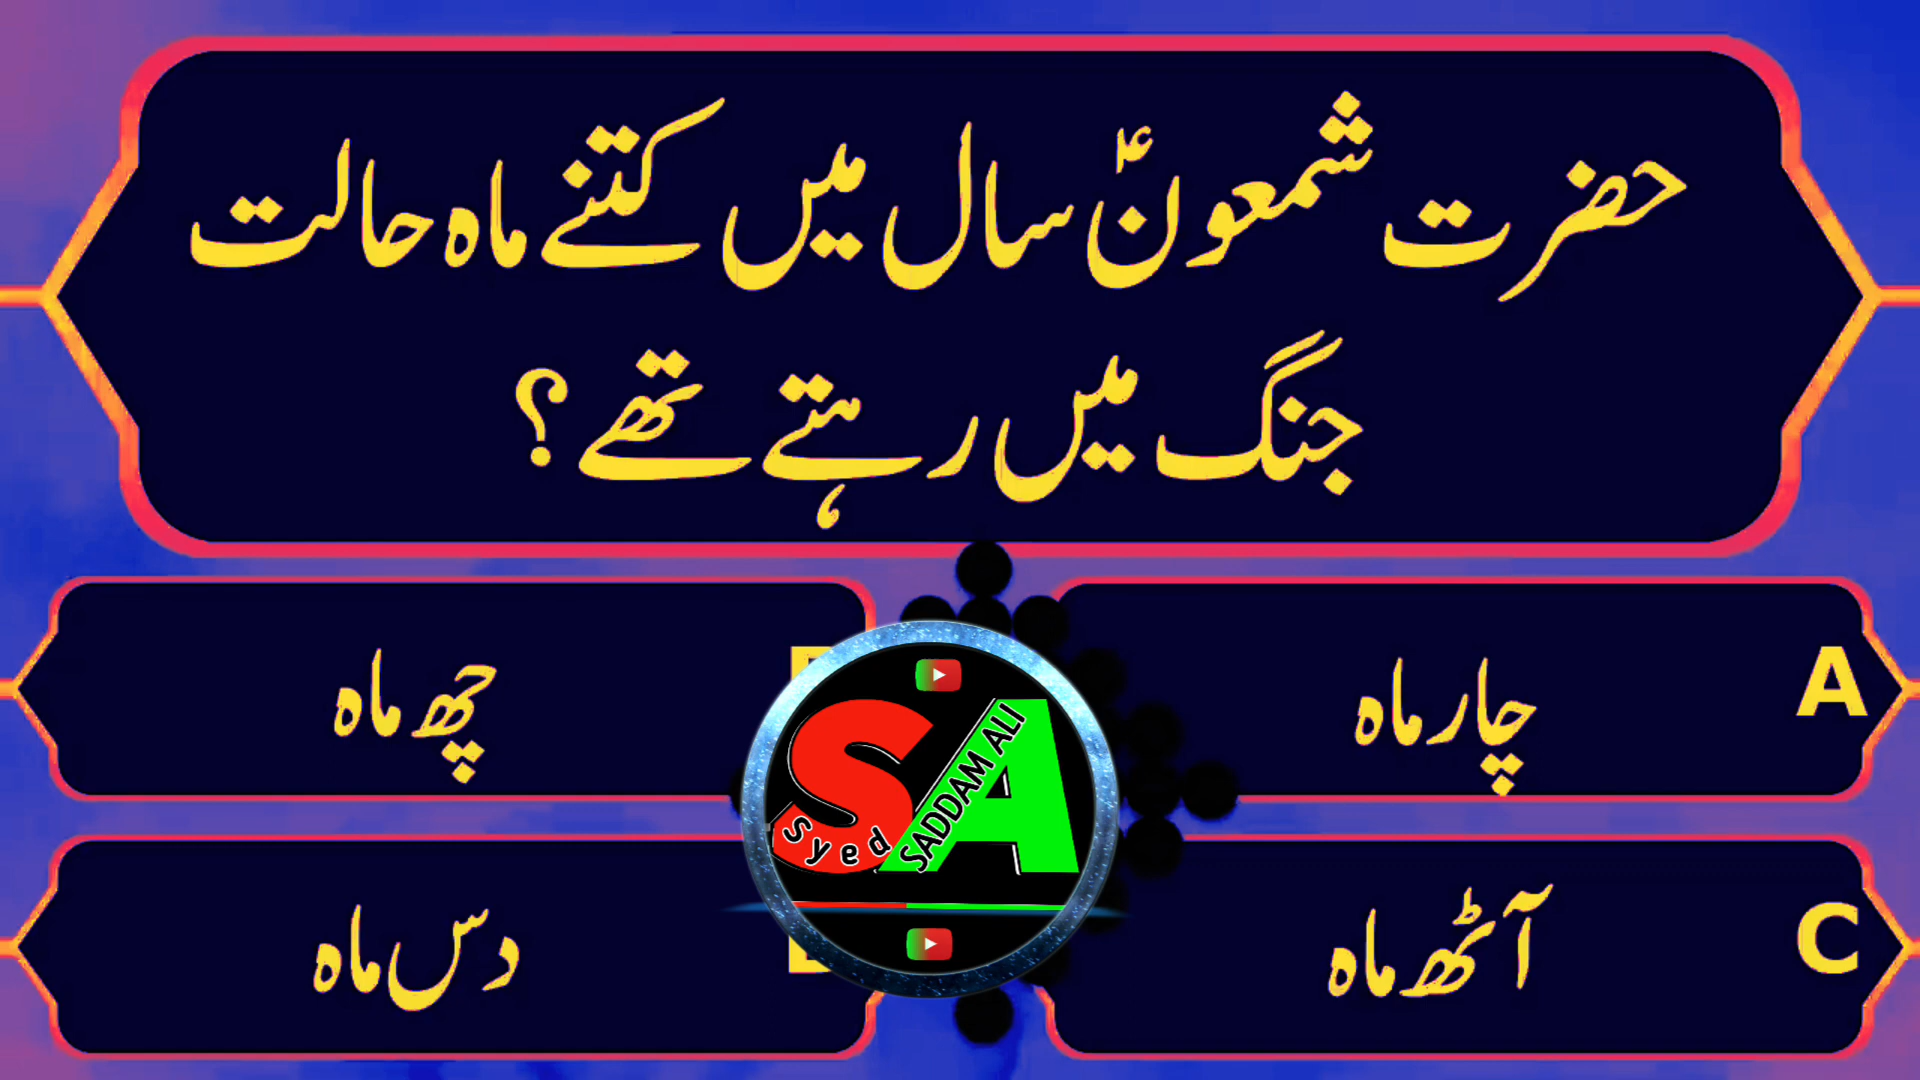 حضرت شمعونؑ سال میں کتنے ماہ حالت
جنگ میں رہتے تھے؟
A چار ماہ
چھ ماہ
C آٹھ ماہ
دس ماہ
Syed
SADDAM ALI
SA